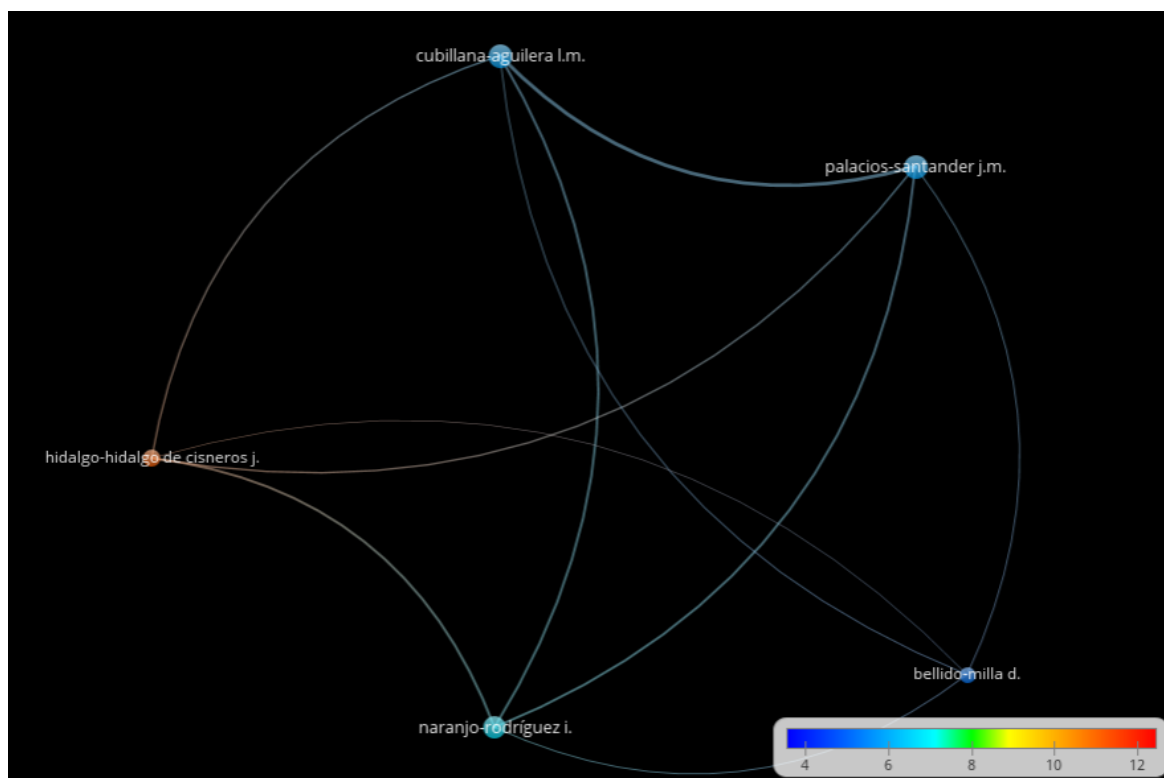 cubillana-aguilera l.m.
palacios-santander j.m.
hidalgo-hidalgo de cisneros j.
bellido-milla d.
naranjo-rodríguez i.
4 6 8 10 12